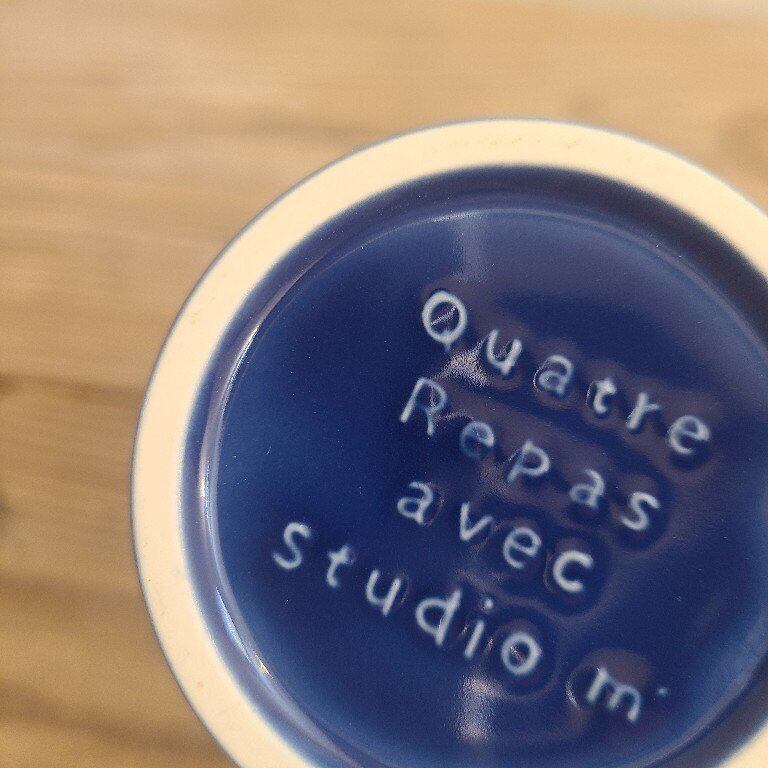 Quatre
Repas
avec
studio m'